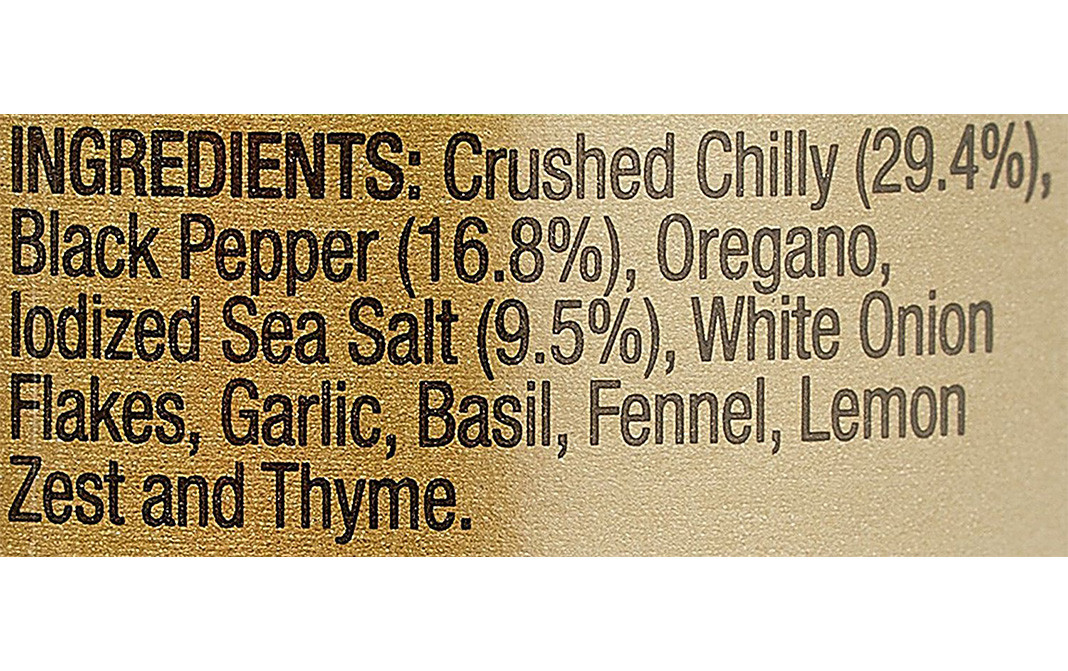 INGREDIENTS: Crushed Chilly (29.4%),
Black Pepper (16.8%), Oregano,
Iodized Sea Salt (9.5%), White Onion
Flakes, Garlic, Basil, Fennel, Lemon
Zest and Thyme.